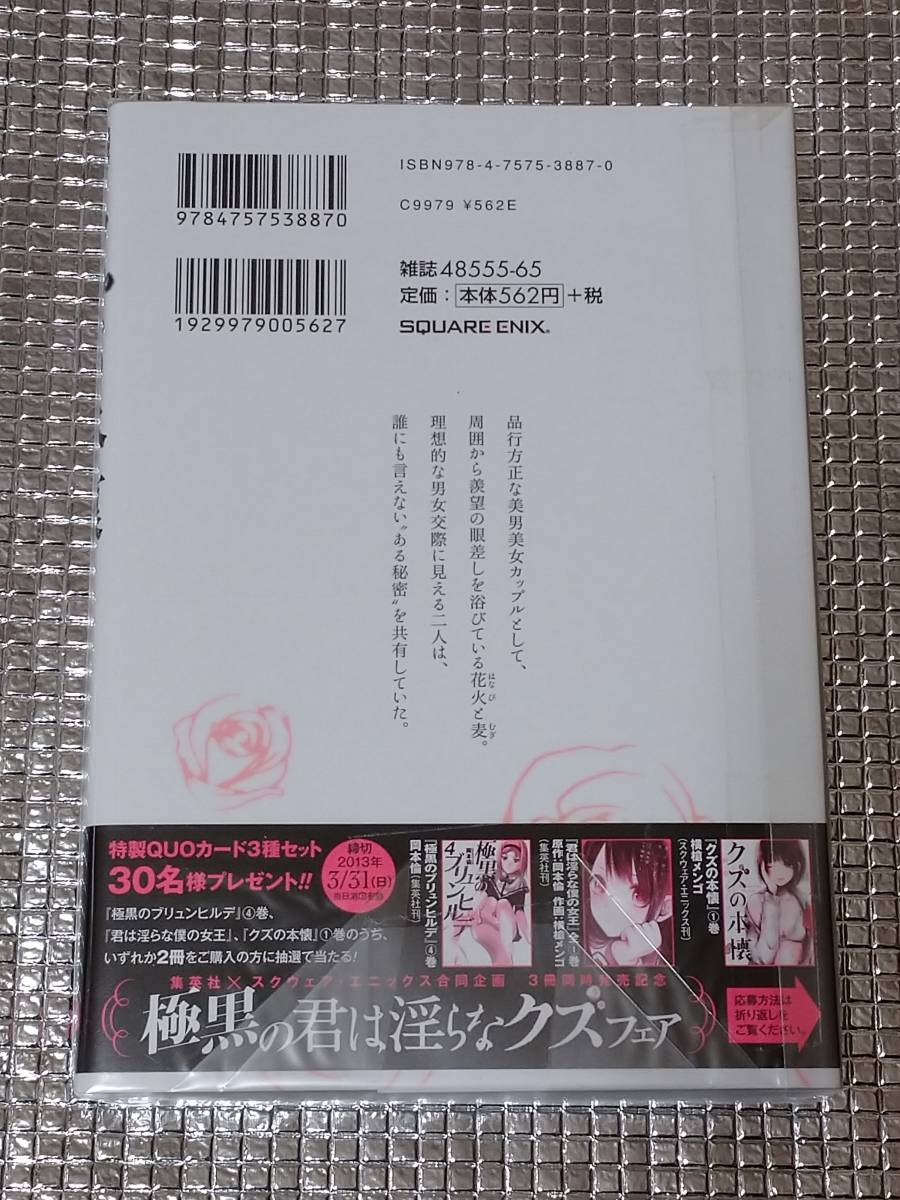 ISBN978-4-7575-3887-0
9784757538870
C9979 ¥562E
雑誌48555-65
定価：本体562円+税
1929979005627
SQUARE ENIX®
品行方正な美男美女カップルとして、
周囲から羨望の眼差しを浴びている花火と麦。
はなび
むぎ
理想的な男女交際に見える二人は、
誰にも言えない〝ある秘密〟を共有していた。
特製QUOカード3種セット
30名様プレゼント!!
締切
2013年
3/31(日)
当日消印有効
『極黒のブリュンヒルデ』④巻、
『君は淫らな僕の女王』、『クズの本懐』①巻のうち、
いずれか2冊をご購入の方に抽選で当たる!
『極黒のブリュンヒルデ』④巻
岡本倫(集英社刊)
極黒のブリュンヒルデ
4
『君は淫らな僕の女王』全1巻
原作:岡本倫 作画:横槍メンゴ
(集英社刊)
『クズの本懐』①巻
横槍メンゴ
(スクウェア・エニックス刊)
クズの本懐
集英社×スクウェア・エニックス合同企画 3冊同時発売記念
極黒の君は淫らなクズフェア
応募方法は
折り返しを
ご覧ください。